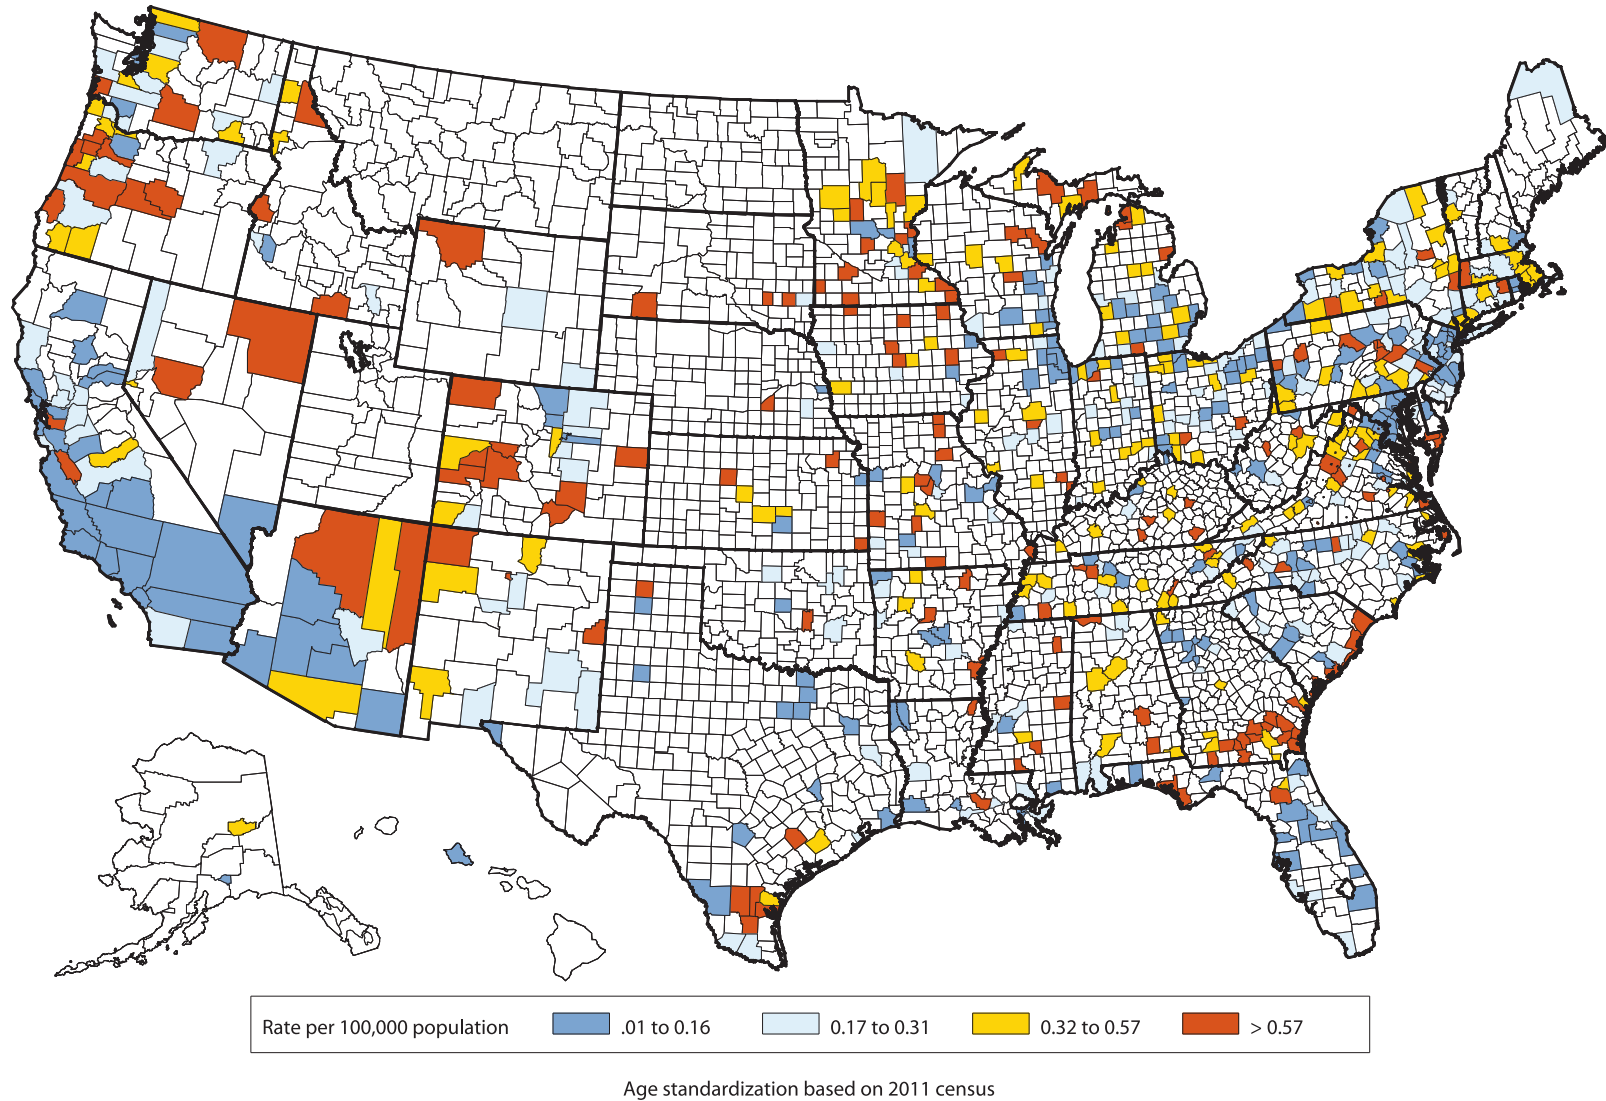 Rate per 100,000 population .01 to 0.16 0.17 to 0.31 0.32 to 0.57 > 0.57
Age standardization based on 2011 census